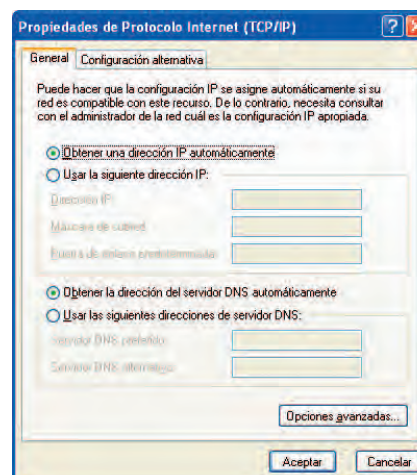 Propiedades de Protocolo Internet (TCP/IP)
General Configuración alternativa
Puede hacer que la configuración IP se asigne automáticamente si su
red es compatible con este recurso. De lo contrario, necesita consultar
con el administrador de la red cuál es la configuración IP apropiada.
Obtener una dirección IP automáticamente
Usar la siguiente dirección IP:
Dirección IP:
Máscara de subred:
Puerta de enlace predeterminada:
Obtener la dirección del servidor DNS automáticamente
Usar las siguientes direcciones de servidor DNS:
Servidor DNS preferido:
Servidor DNS alternativo:
Opciones avanzadas...
Aceptar Cancelar